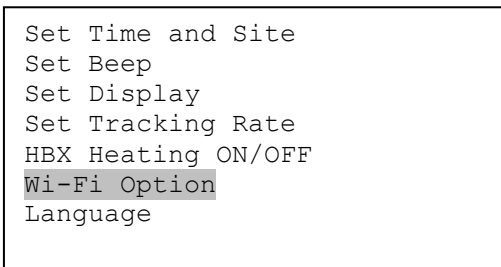 Set Time and Site
Set Beep
Set Display
Set Tracking Rate
HBX Heating ON/OFF
Wi-Fi Option
Language